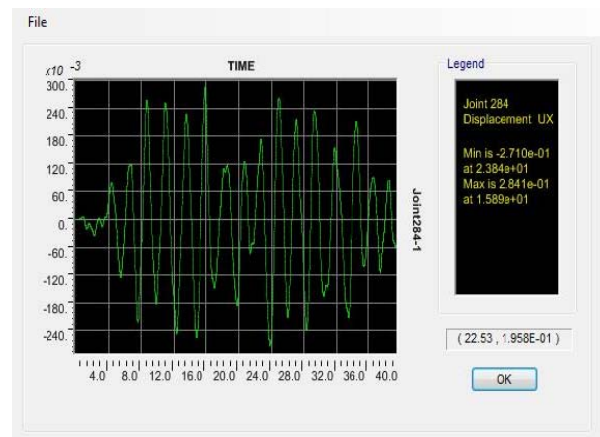 File
x10 -3
TIME
300.
240.
180.
120.
60.
0.
-60.
-120.
-180.
-240.
4.0 8.0 12.0 16.0 20.0 24.0 28.0 32.0 36.0 40.0
Joint284-1
Legend
Joint 284
Displacement UX
Min is -2.710e-01
at 2.384e+01
Max is 2.841e-01
at 1.589e+01
( 22.53 , 1.958E-01 )
OK